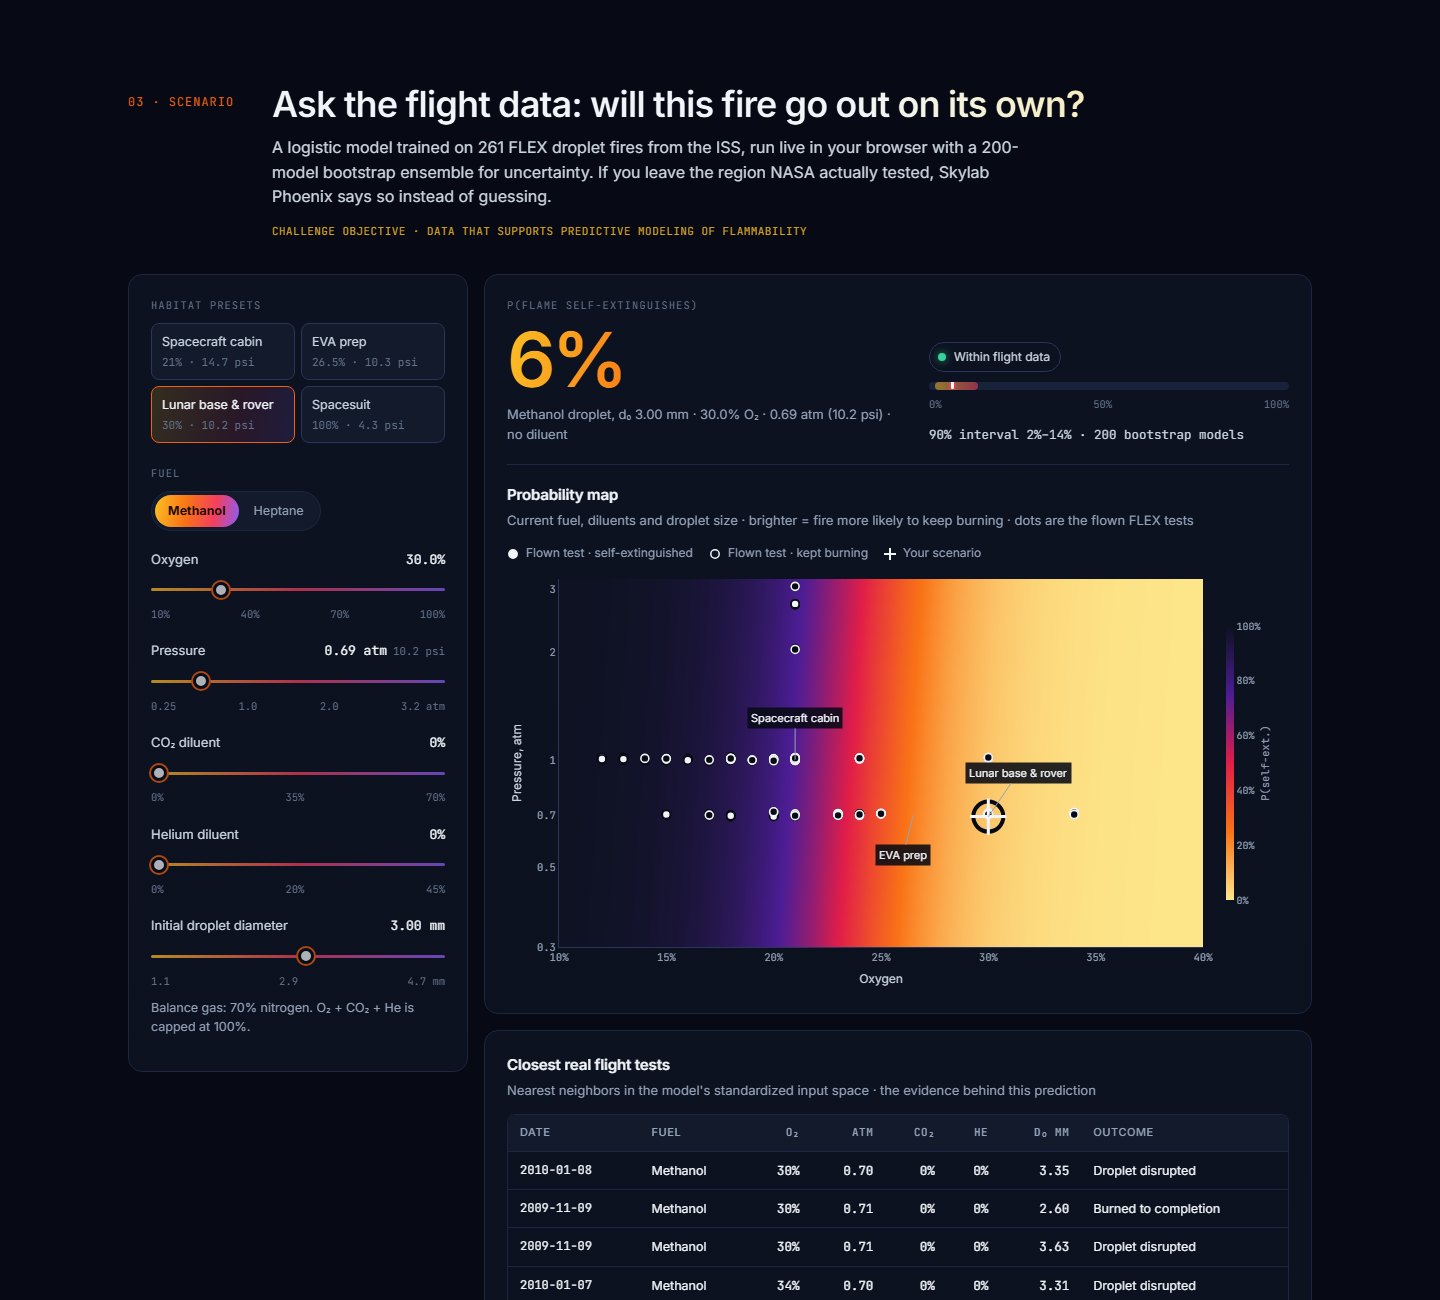 03 · SCENARIO
Ask the flight data: will this fire go out on its own?
A logistic model trained on 261 FLEX droplet fires from the ISS, run live in your browser with a 200-
model bootstrap ensemble for uncertainty. If you leave the region NASA actually tested, Skylab
Phoenix says so instead of guessing.
CHALLENGE OBJECTIVE · DATA THAT SUPPORTS PREDICTIVE MODELING OF FLAMMABILITY
HABITAT PRESETS
Spacecraft cabin
21% · 14.7 psi
EVA prep
26.5% · 10.3 psi
Lunar base & rover
30% · 10.2 psi
Spacesuit
100% · 4.3 psi
FUEL
Methanol Heptane
Oxygen 30.0%
10% 40% 70% 100%
Pressure 0.69 atm 10.2 psi
0.25 1.0 2.0 3.2 atm
CO₂ diluent 0%
0% 35% 70%
Helium diluent 0%
0% 20% 45%
Initial droplet diameter 3.00 mm
1.1 2.9 4.7 mm
Balance gas: 70% nitrogen. O₂ + CO₂ + He is
capped at 100%.
P(FLAME SELF-EXTINGUISHES)
6%
Methanol droplet, d₀ 3.00 mm · 30.0% O₂ · 0.69 atm (10.2 psi) ·
no diluent
Within flight data
0% 50% 100%
90% interval 2%–14% · 200 bootstrap models
Probability map
Current fuel, diluents and droplet size · brighter = fire more likely to keep burning · dots are the flown FLEX tests
Flown test · self-extinguished Flown test · kept burning Your scenario
3
2
1
0.7
0.5
0.3
Pressure, atm
Spacecraft cabin
Lunar base & rover
EVA prep
10% 15% 20% 25% 30% 35% 40%
Oxygen
100%
80%
60%
40%
20%
0%
P(self-ext.)
Closest real flight tests
Nearest neighbors in the model's standardized input space · the evidence behind this prediction
DATE FUEL O₂ ATM CO₂ HE D₀ MM OUTCOME
2010-01-08 Methanol 30% 0.70 0% 0% 3.35 Droplet disrupted
2009-11-09 Methanol 30% 0.71 0% 0% 2.60 Burned to completion
2009-11-09 Methanol 30% 0.71 0% 0% 3.63 Droplet disrupted
2010-01-07 Methanol 34% 0.70 0% 0% 3.31 Droplet disrupted